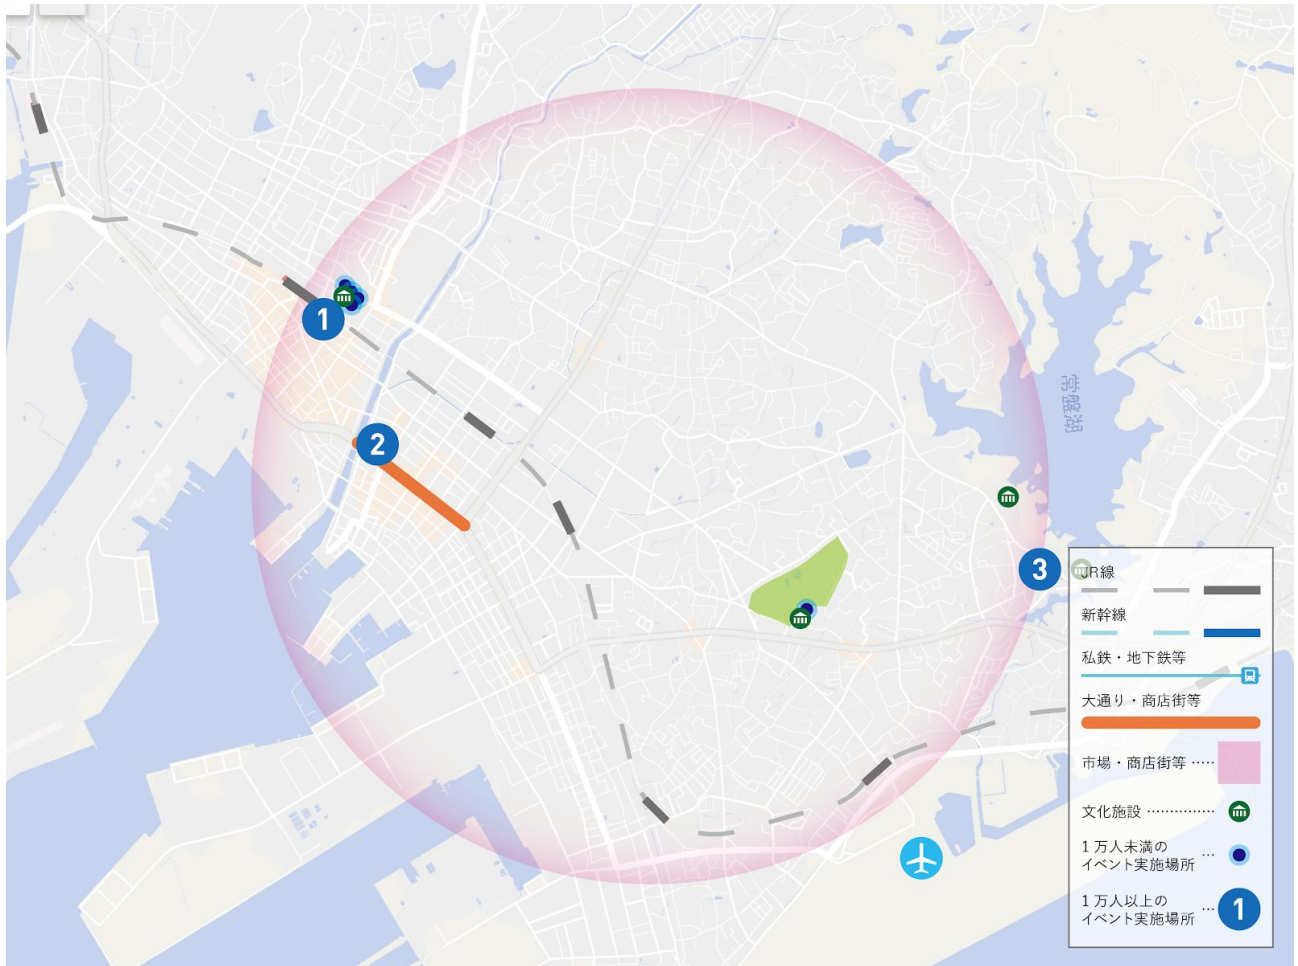 1
2
常盤湖
3
JR線
新幹線
私鉄・地下鉄等
大通り・商店街等
市場・商店街等 ·····
文化施設 ···············
1万人未満の
イベント実施場所 ···
1万人以上の
イベント実施場所 ··· 1